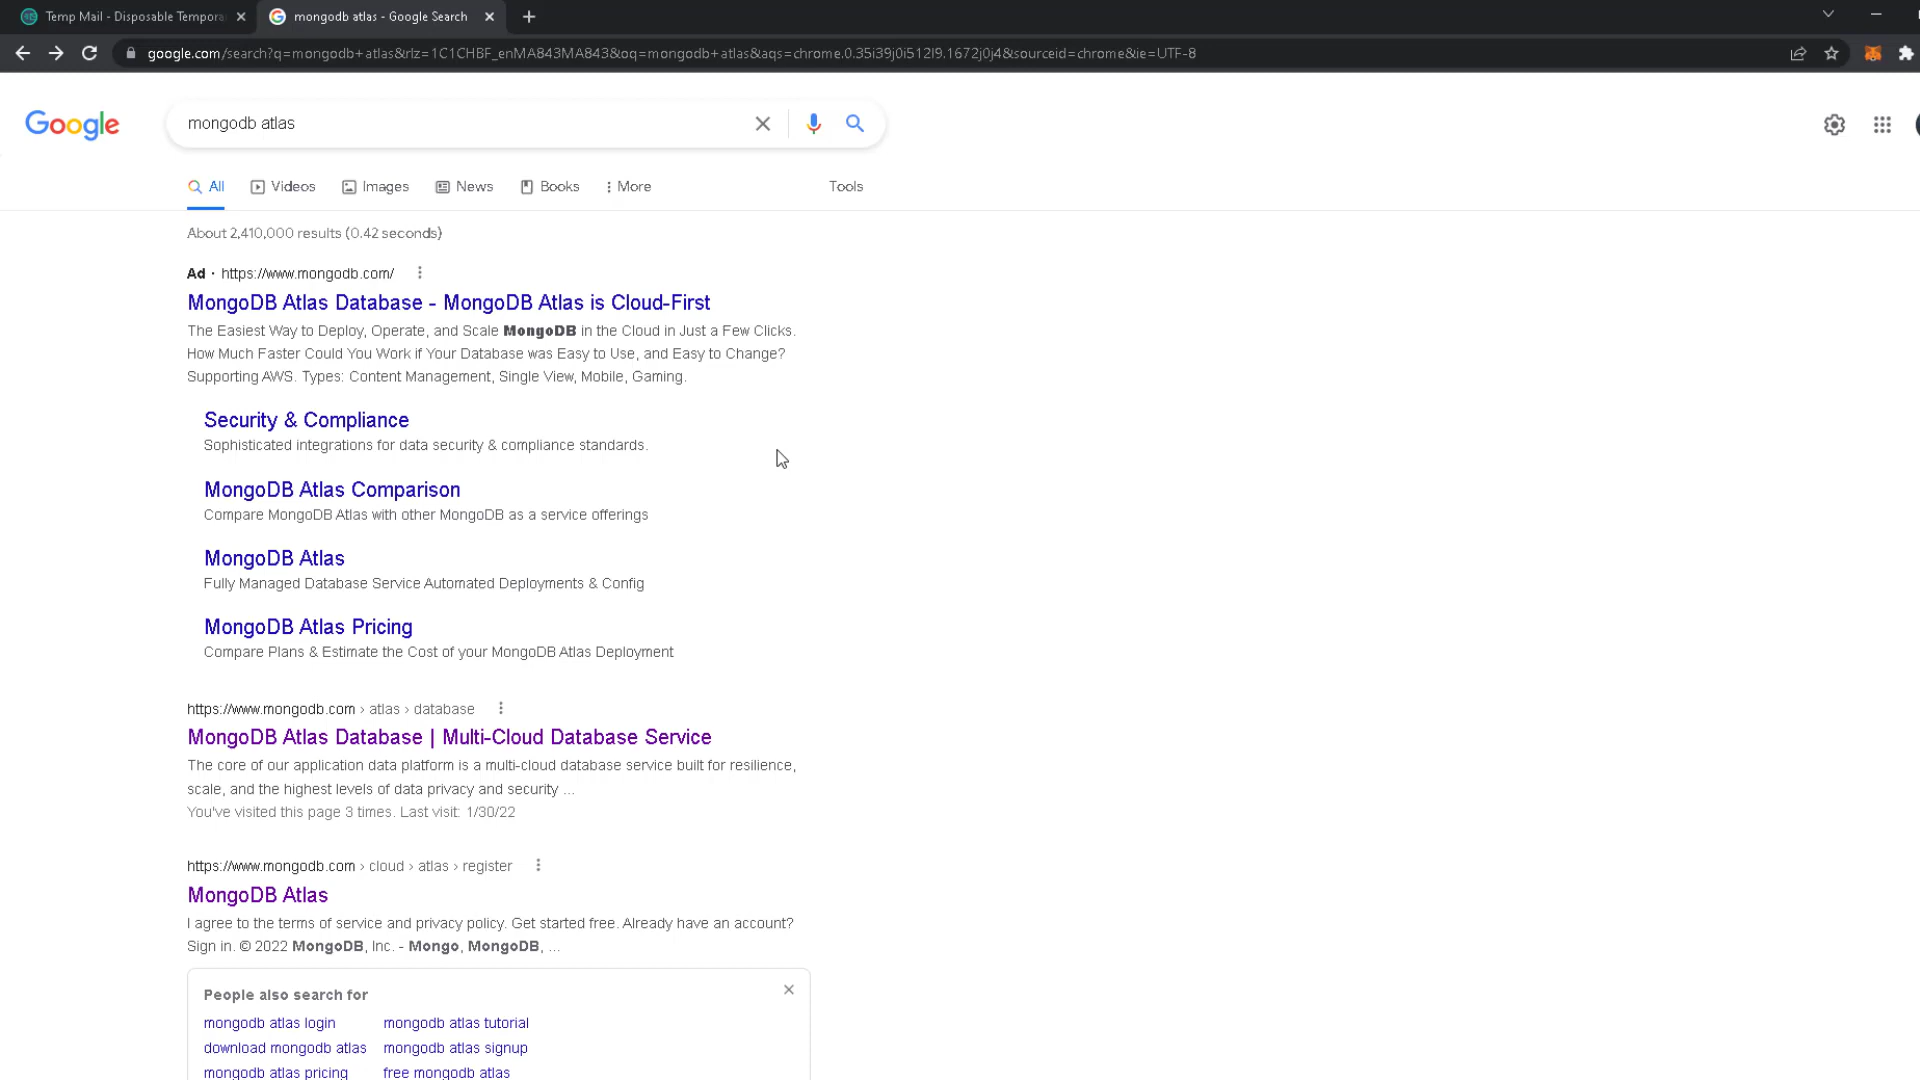 Temp Mail - Disposable Tempora
mongodb atlas - Google Search
google.com/search?q=mongodb+atlas&rlz=1C1CHBF_enMA843MA843&oq=mongodb+atlas&aqs=chrome.0.35i39j0i512l9.1672j0j4&sourceid=chrome&ie=UTF-8
Google
mongodb atlas
All
Videos
Images
News
Books
More
Tools
About 2,410,000 results (0.42 seconds)
Ad · https://www.mongodb.com/
MongoDB Atlas Database - MongoDB Atlas is Cloud-First
The Easiest Way to Deploy, Operate, and Scale MongoDB in the Cloud in Just a Few Clicks.
How Much Faster Could You Work if Your Database was Easy to Use, and Easy to Change?
Supporting AWS. Types: Content Management, Single View, Mobile, Gaming.
Security & Compliance
Sophisticated integrations for data security & compliance standards.
MongoDB Atlas Comparison
Compare MongoDB Atlas with other MongoDB as a service offerings
MongoDB Atlas
Fully Managed Database Service Automated Deployments & Config
MongoDB Atlas Pricing
Compare Plans & Estimate the Cost of your MongoDB Atlas Deployment
https://www.mongodb.com › atlas › database
MongoDB Atlas Database | Multi-Cloud Database Service
The core of our application data platform is a multi-cloud database service built for resilience,
scale, and the highest levels of data privacy and security ...
You've visited this page 3 times. Last visit: 1/30/22
https://www.mongodb.com › cloud › atlas › register
MongoDB Atlas
I agree to the terms of service and privacy policy. Get started free. Already have an account?
Sign in. © 2022 MongoDB, Inc. - Mongo, MongoDB, ...
People also search for
mongodb atlas login
mongodb atlas tutorial
download mongodb atlas
mongodb atlas signup
mongodb atlas pricing
free mongodb atlas